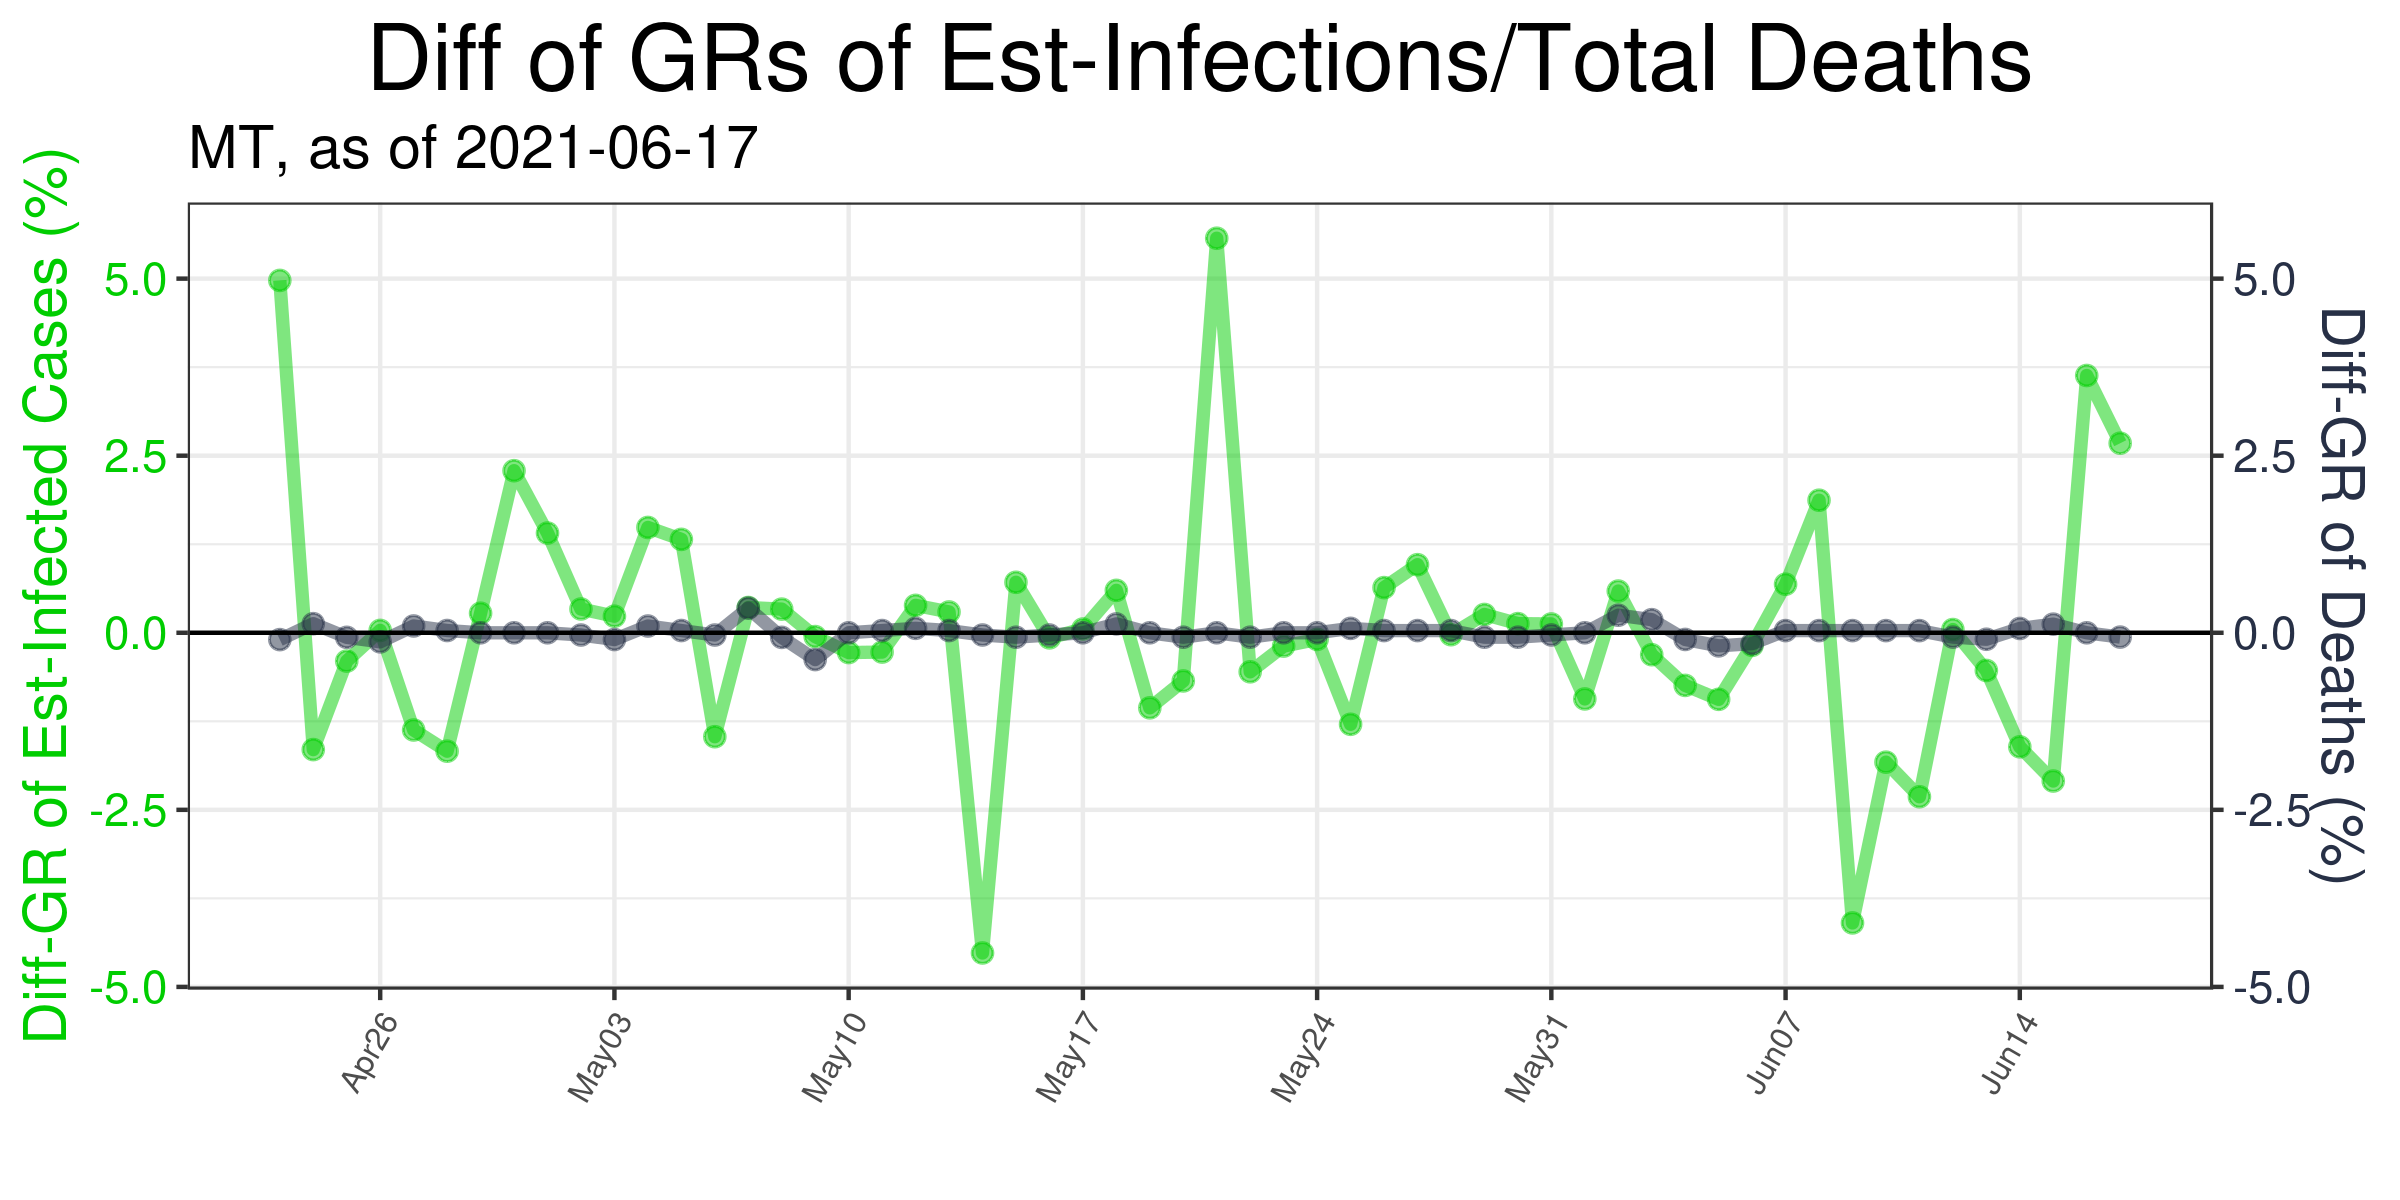 Diff of GRs of Est-Infections/Total Deaths
MT, as of 2021-06-17
Diff-GR of Est-Infected Cases (%)
5.0
2.5
0.0
-2.5
-5.0
5.0
2.5
0.0
-2.5
-5.0
Diff-GR of Deaths (%)
Apr26
May03
May10
May17
May24
May31
Jun07
Jun14